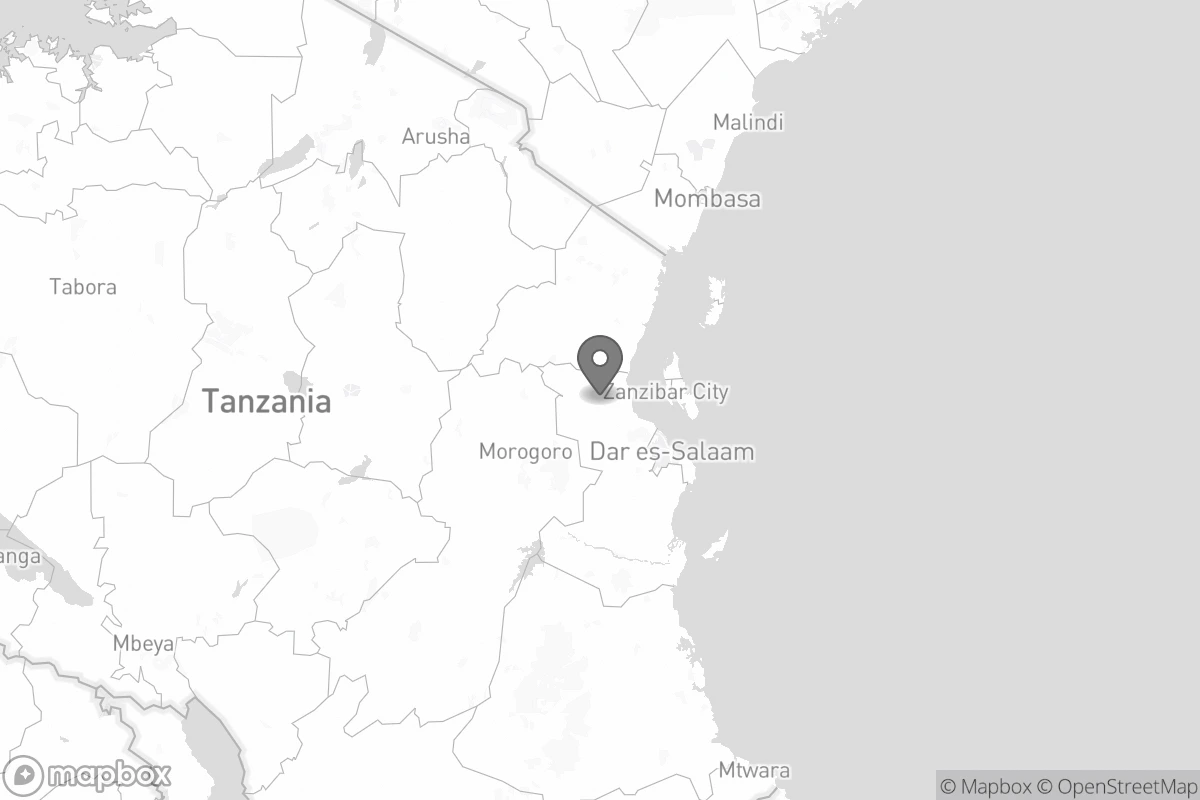 Malindi
Arusha
Mombasa
Tabora
Zanzibar City
Tanzania
Morogoro
Dar es-Salaam
anga
Mbeya
Mtwara
mapbox
© Mapbox © OpenStreetMap